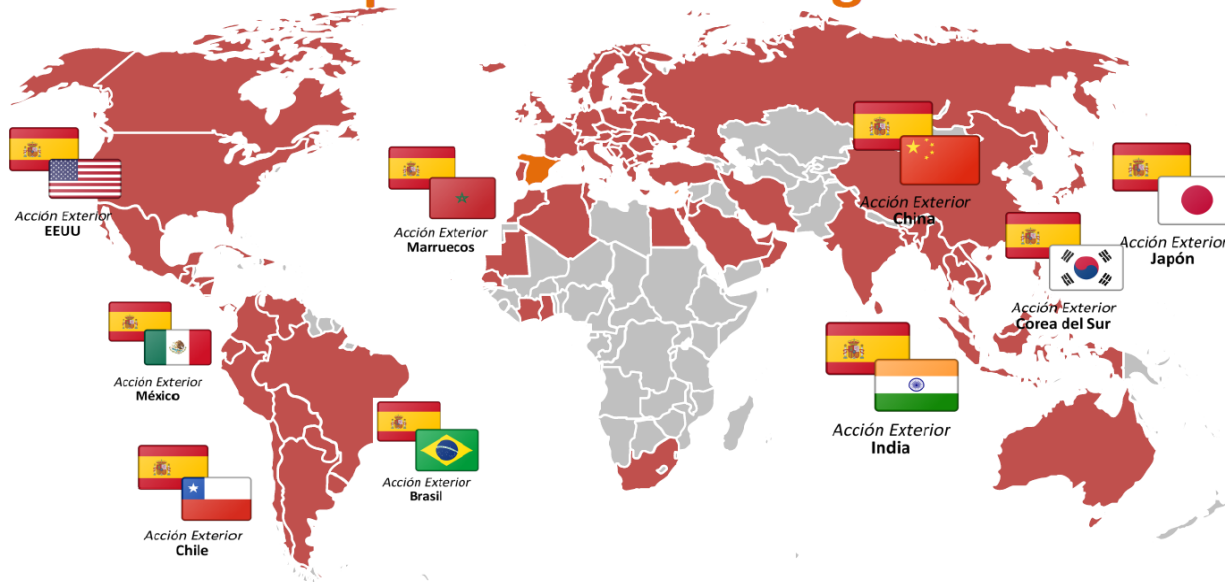 Acción Exterior
EEUU
Acción Exterior
Marruecos
Acción Exterior
China
Acción Exterior
Japón
Acción Exterior
Corea del Sur
Acción Exterior
México
Acción Exterior
India
Acción Exterior
Brasil
Acción Exterior
Chile